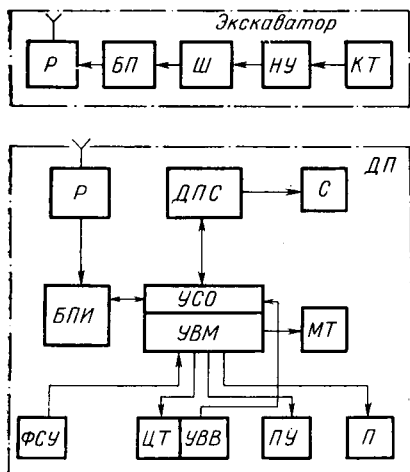 Экскаватор
Р
БП
Ш
НУ
КТ
ДП
Р
ДПС
С
БПИ
УСО
УВМ
МТ
ФСУ
ЦТ
УВВ
ПУ
П